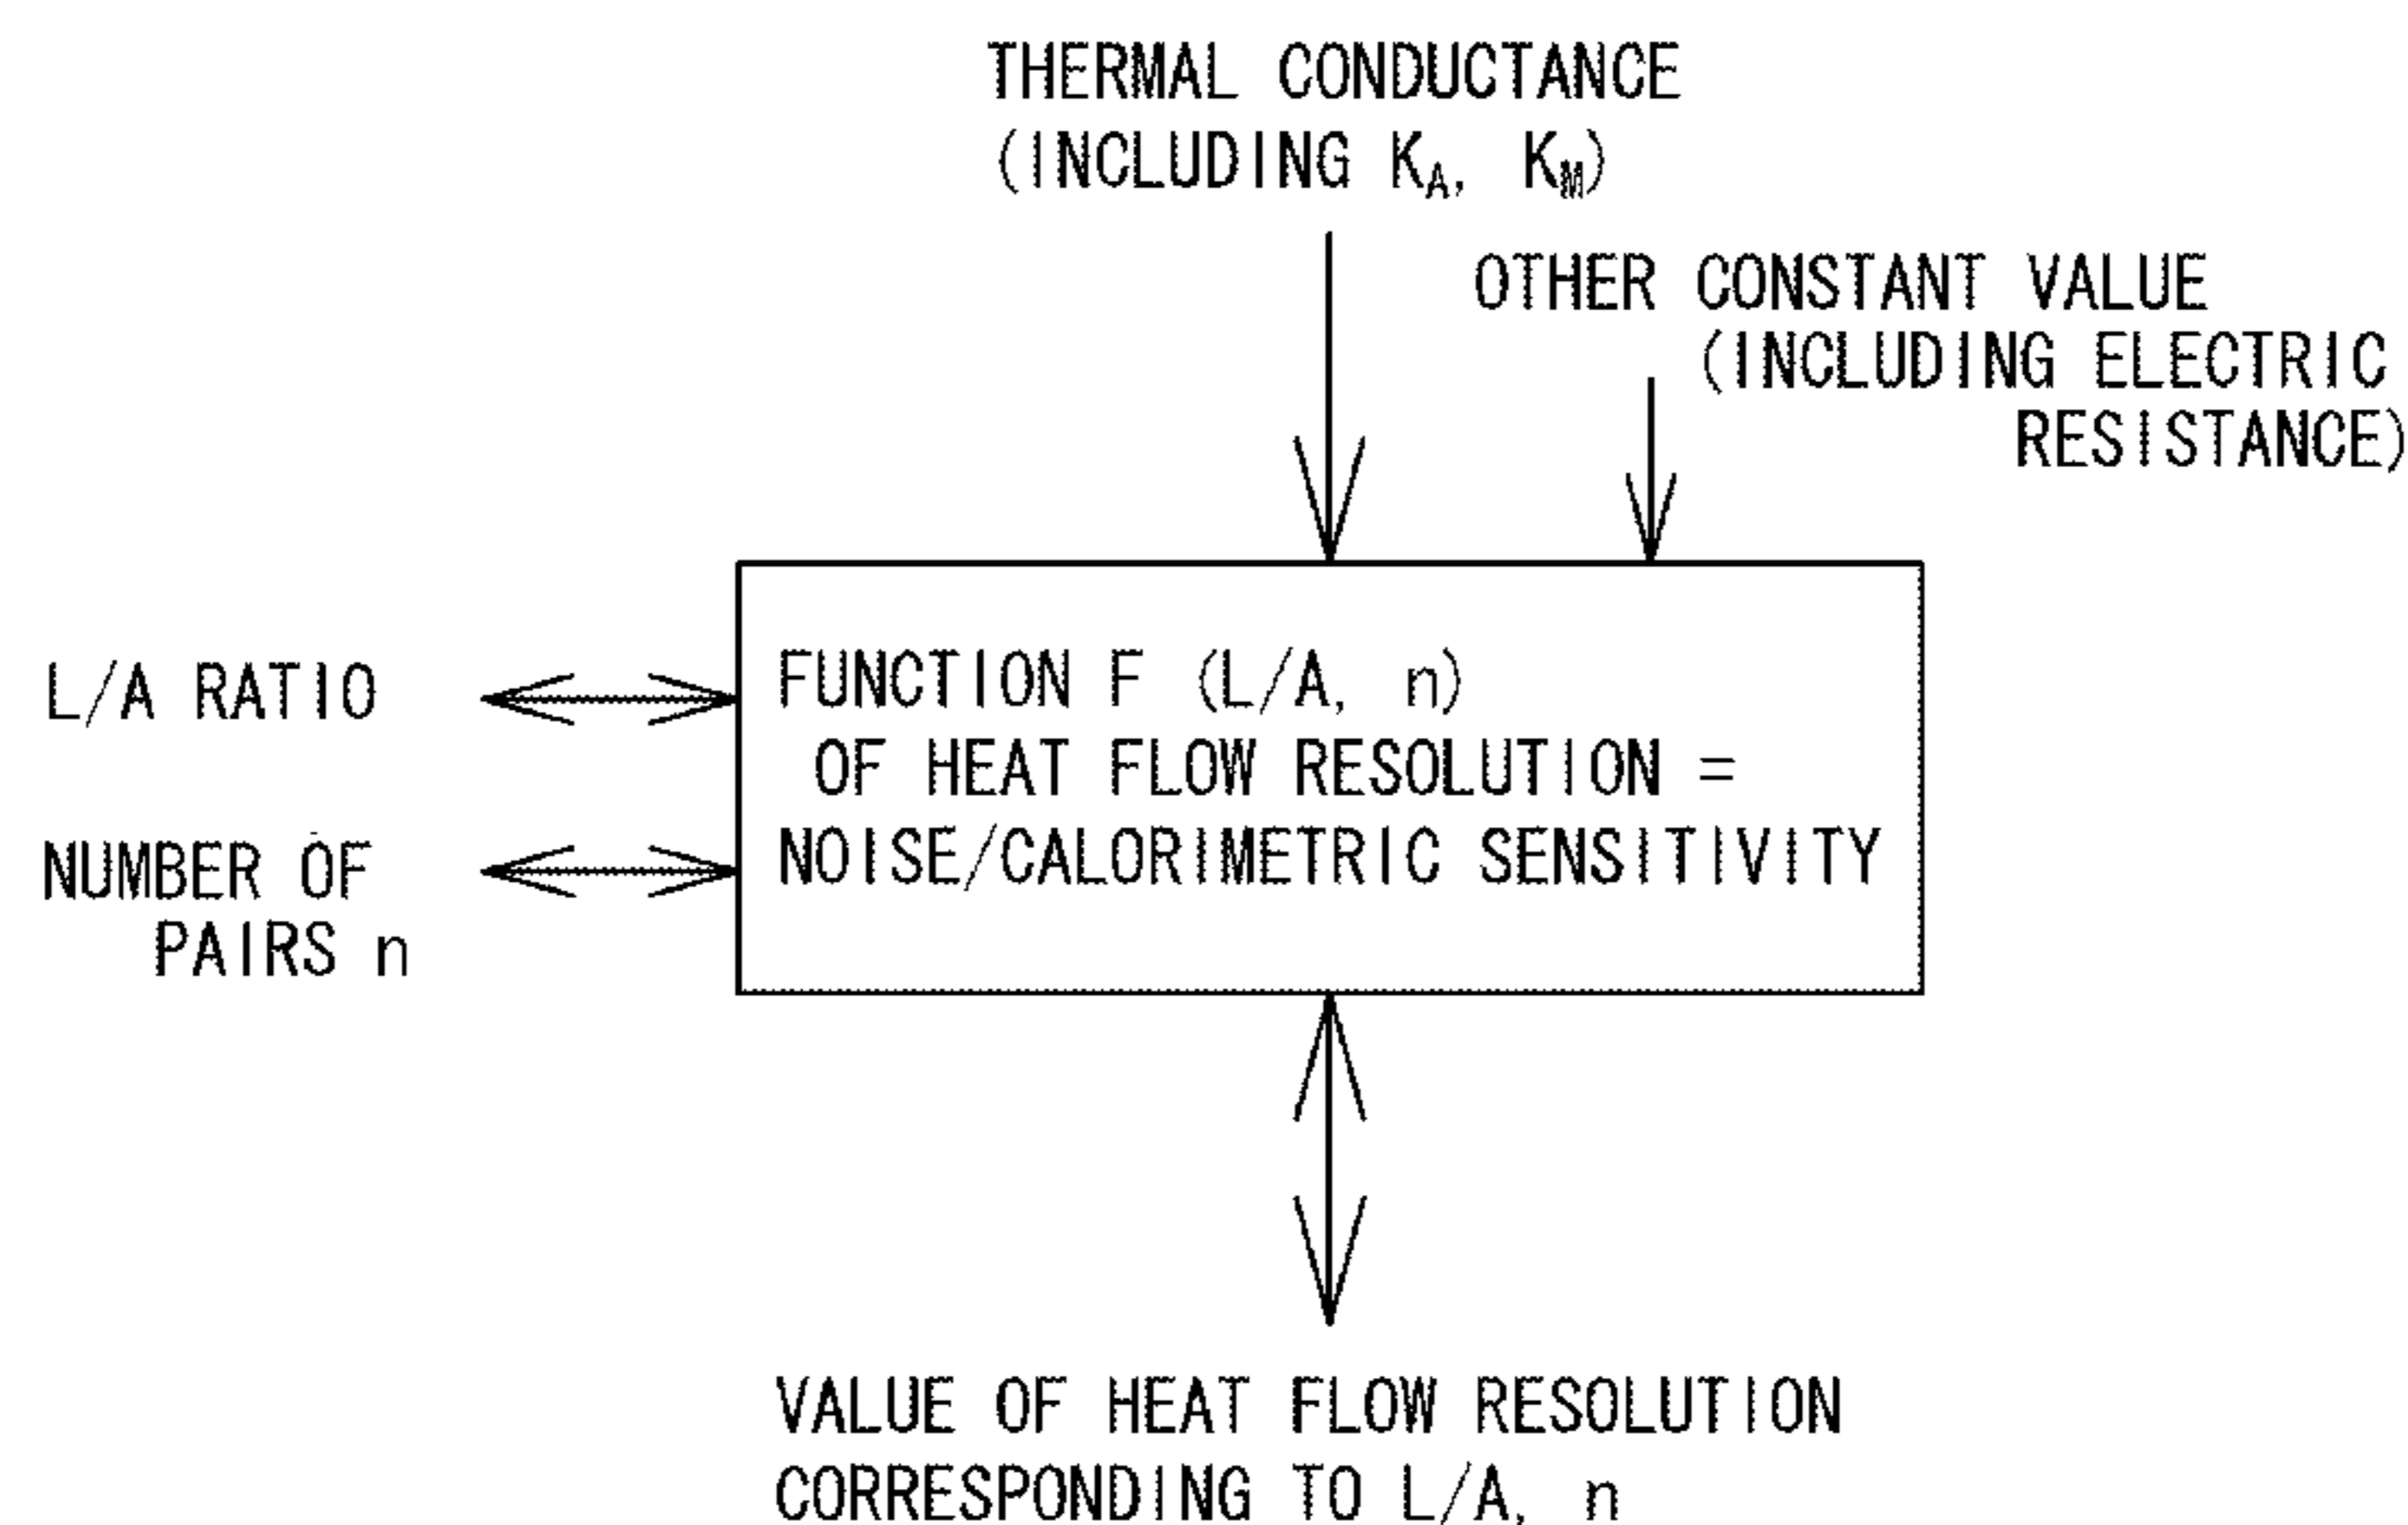 THERMAL CONDUCTANCE
(INCLUDING KA, KM)
OTHER CONSTANT VALUE
(INCLUDING ELECTRIC
RESISTANCE)
L/A RATIO
NUMBER OF
PAIRS n
FUNCTION F (L/A, n)
OF HEAT FLOW RESOLUTION =
NOISE/CALORIMETRIC SENSITIVITY
VALUE OF HEAT FLOW RESOLUTION
CORRESPONDING TO L/A, n